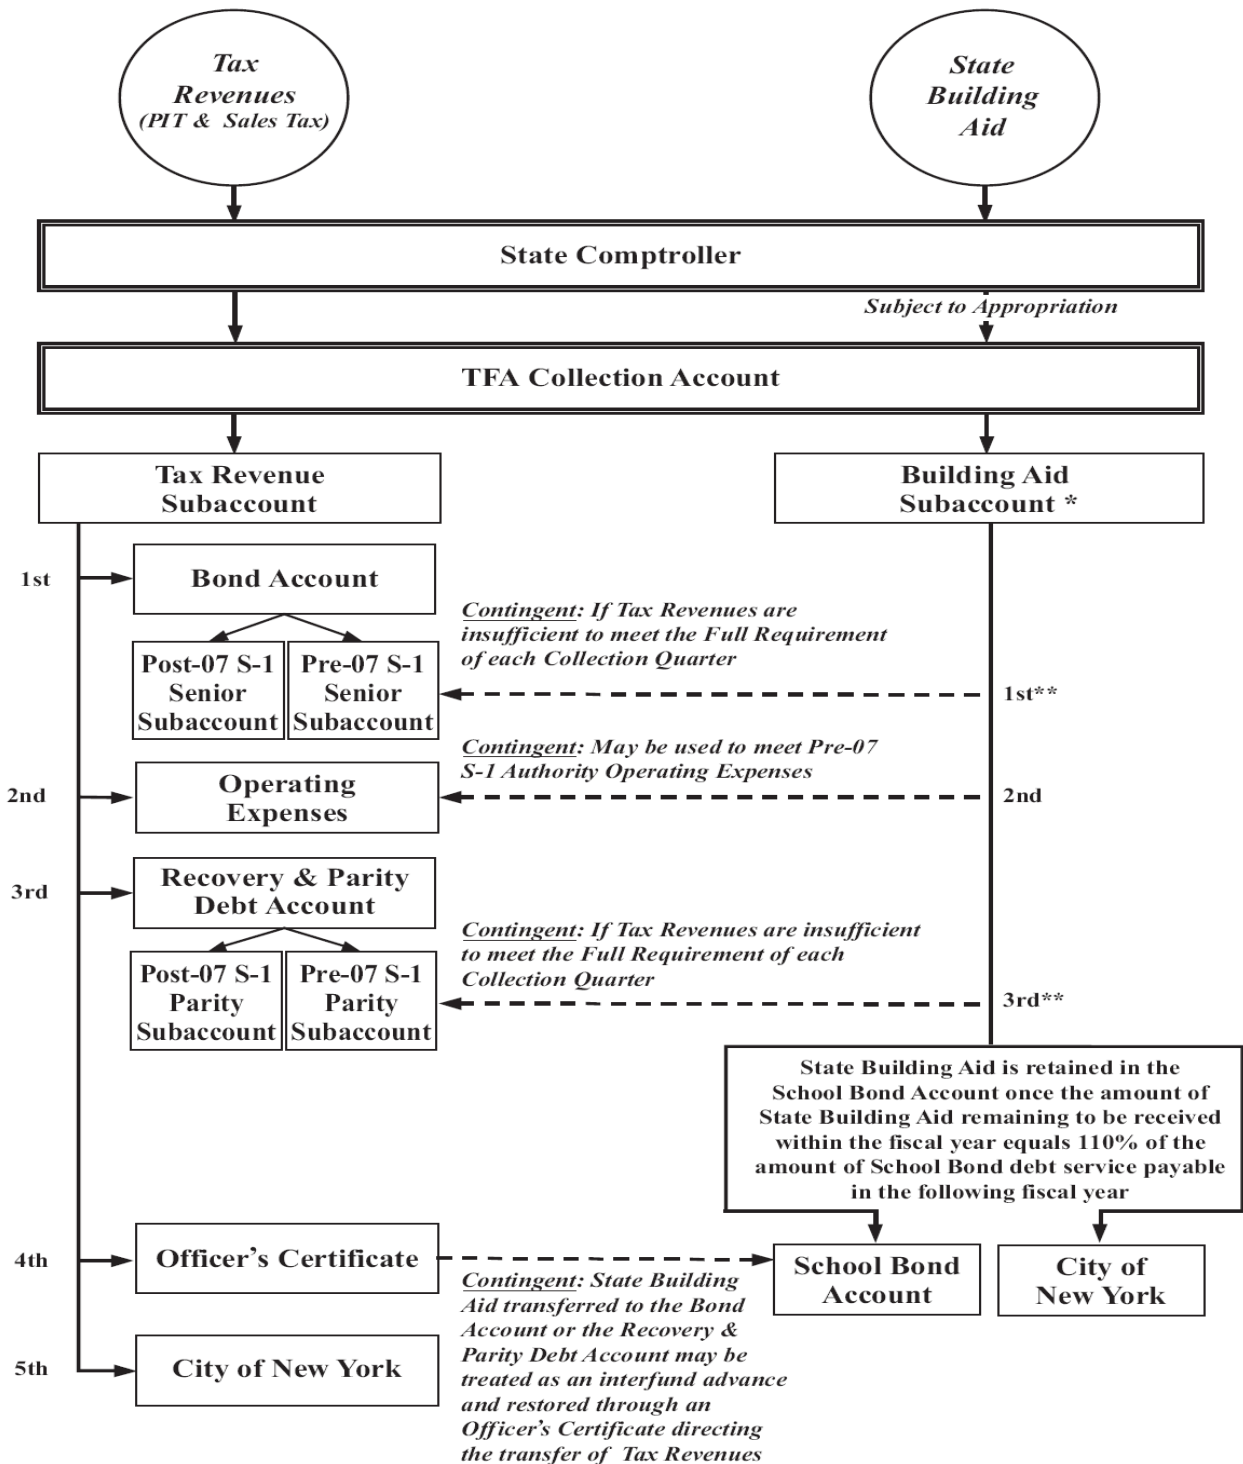 Tax
Revenues
(PIT & Sales Tax)
State
Building
Aid
State Comptroller
Subject to Appropriation
TFA Collection Account
Tax Revenue
Subaccount
Building Aid
Subaccount *
1st
Bond Account
Contingent: If Tax Revenues are
insufficient to meet the Full Requirement
of each Collection Quarter
Post-07 S-1
Senior
Subaccount
Pre-07 S-1
Senior
Subaccount
1st**
Contingent: May be used to meet Pre-07
S-1 Authority Operating Expenses
2nd
Operating
Expenses
2nd
3rd
Recovery & Parity
Debt Account
Contingent: If Tax Revenues are insufficient
to meet the Full Requirement of each
Collection Quarter
Post-07 S-1
Parity
Subaccount
Pre-07 S-1
Parity
Subaccount
3rd**
State Building Aid is retained in the
School Bond Account once the amount of
State Building Aid remaining to be received
within the fiscal year equals 110% of the
amount of School Bond debt service payable
in the following fiscal year
4th
Officer's Certificate
School Bond
Account
City of
New York
Contingent: State Building
Aid transferred to the Bond
Account or the Recovery &
Parity Debt Account may be
treated as an interfund advance
and restored through an
Officer's Certificate directing
the transfer of Tax Revenues
5th
City of New York